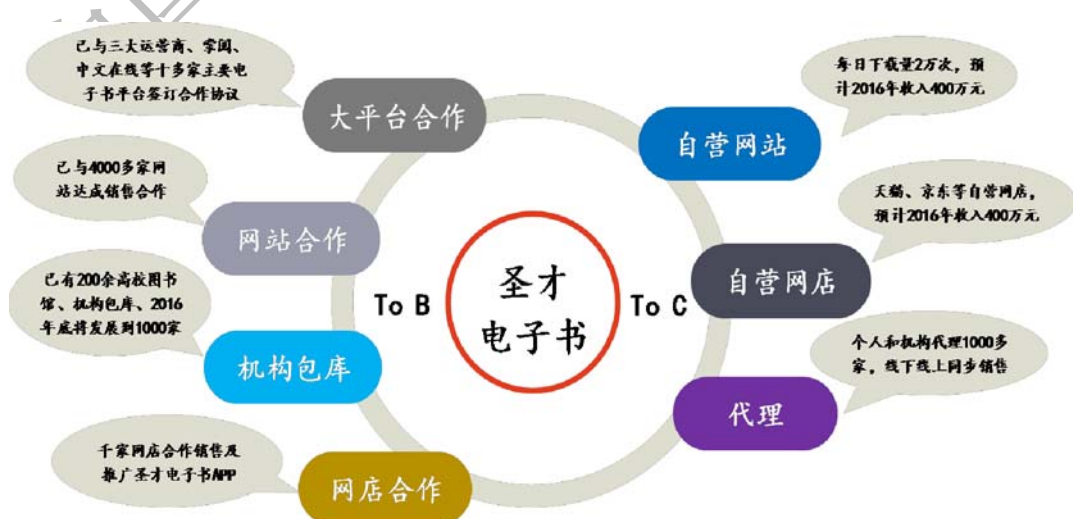 已与三大运营商、掌阅、
中文在线等十多家主要电
子书平台签订合作协议
大平台合作
已与4000多家网
站达成销售合作
网站合作
已有200余高校图书
馆、机构包库、2016
年底将发展到1000家
机构包库
千家网店合作销售及
推广圣才电子书APP
网店合作
To B
圣才
电子书
To C
每日下载量2万次，预
计2016年收入400万元
自营网站
天猫、京东等自营网店，
预计2016年收入400万元
自营网店
个人和机构代理1000多
家，线下线上同步销售
代理